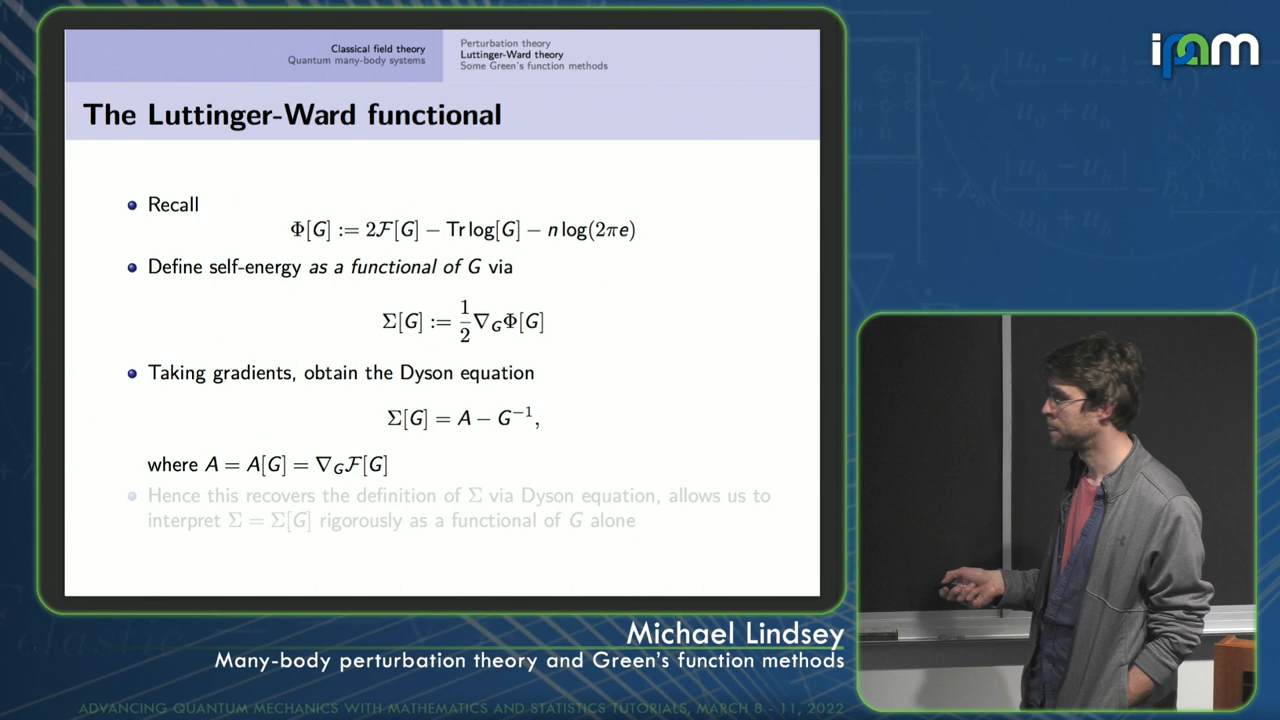 Classical field theory
Quantum many-body systems
Perturbation theory
Luttinger-Ward theory
Some Green's function methods
ipam
The Luttinger-Ward functional
Recall
Φ[G] := 2ℱ[G] − Tr log[G] − n log(2πe)
Define self-energy as a functional of G via
Σ[G] := 1/2 ∇_G Φ[G]
Taking gradients, obtain the Dyson equation
Σ[G] = A − G⁻¹,
where A = A[G] = ∇_G ℱ[G]
Hence this recovers the definition of Σ via Dyson equation, allows us to
interpret Σ = Σ[G] rigorously as a functional of G alone
Michael Lindsey
Many-body perturbation theory and Green's function methods
ADVANCING QUANTUM MECHANICS WITH MATHEMATICS AND STATISTICS TUTORIALS, MARCH 8 - 11, 2022